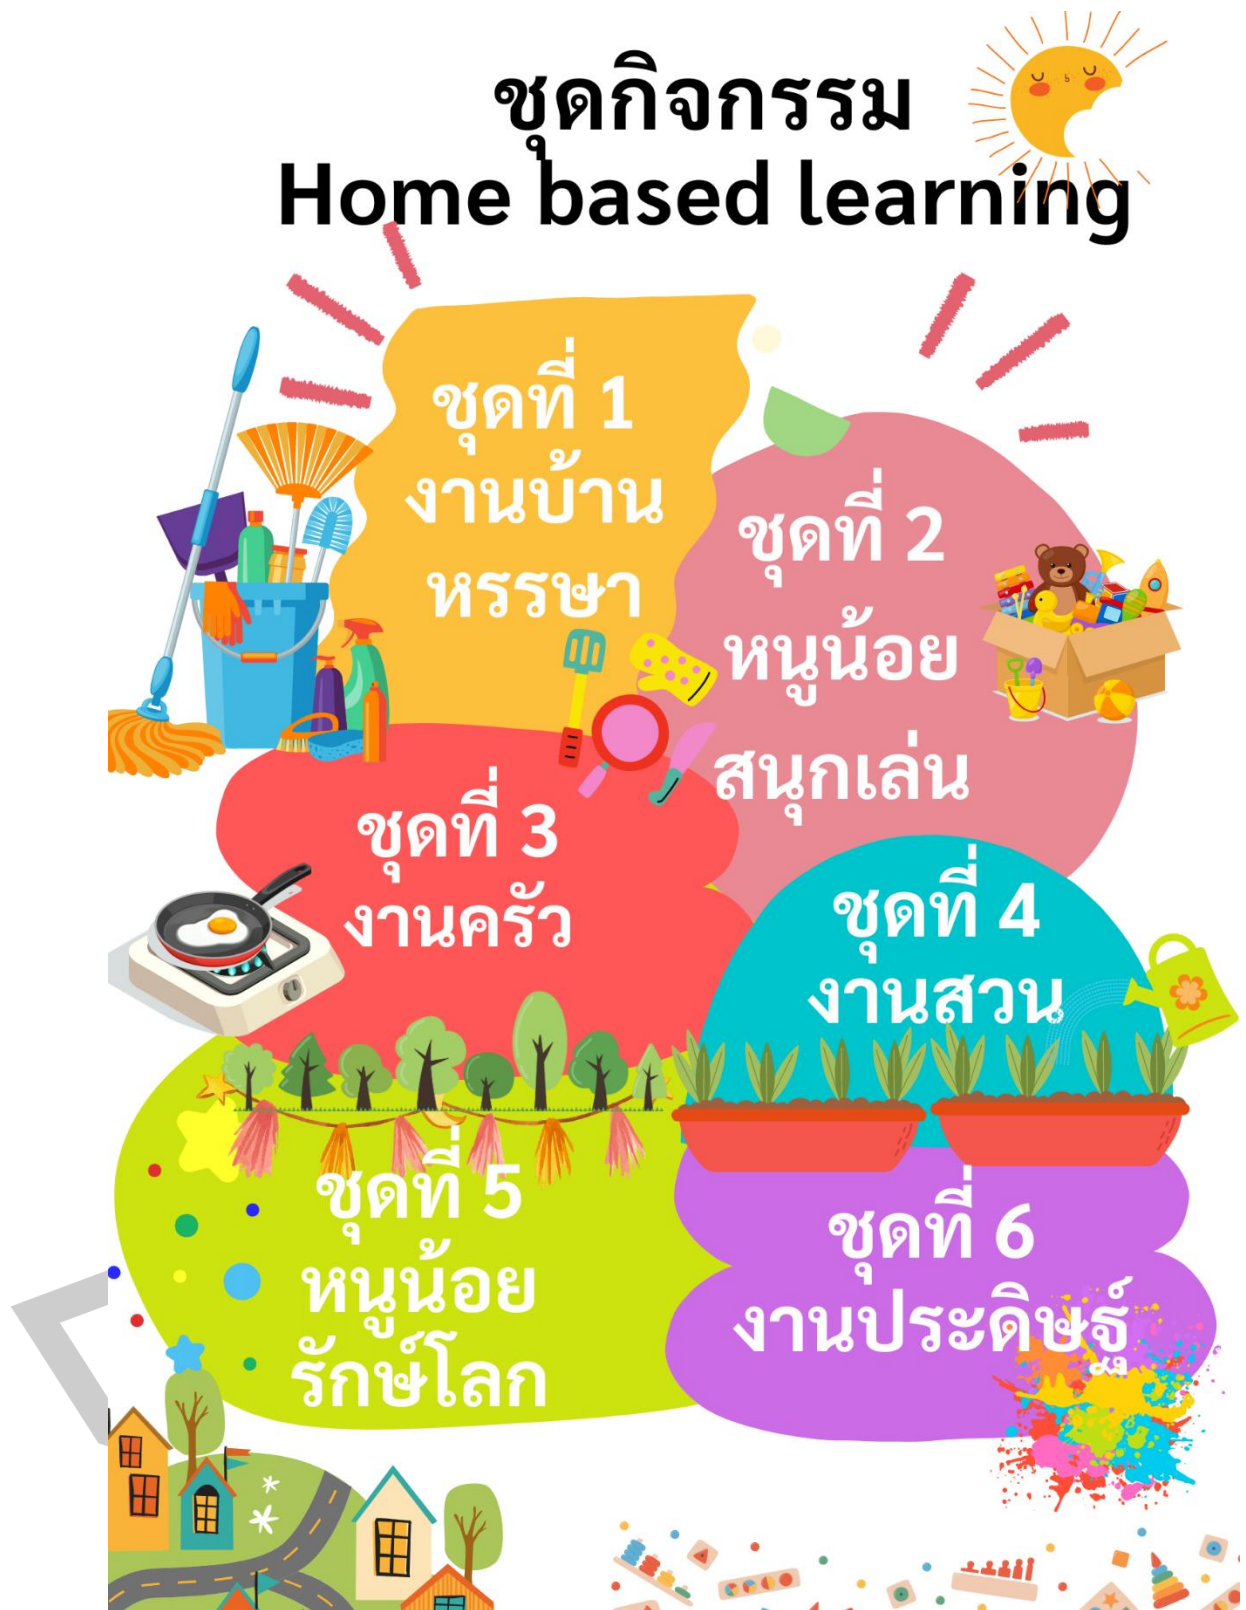 ชุดกิจกรรม
Home based learning
ชุดที่ 1
งานบ้าน
หรรษา
ชุดที่ 2
หนูน้อย
สนุกเล่น
ชุดที่ 3
งานครัว
ชุดที่ 4
งานสวน
ชุดที่ 5
หนูน้อย
รักษ์โลก
ชุดที่ 6
งานประดิษฐ์